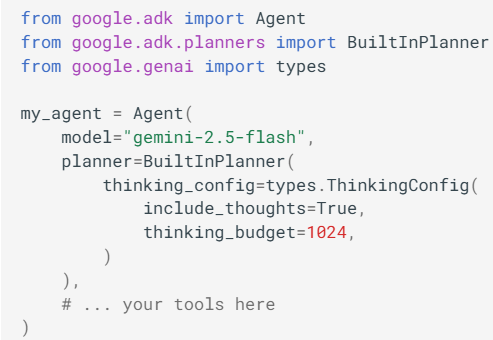 from google.adk import Agent
from google.adk.planners import BuiltInPlanner
from google.genai import types

my_agent = Agent(
    model="gemini-2.5-flash",
    planner=BuiltInPlanner(
        thinking_config=types.ThinkingConfig(
            include_thoughts=True,
            thinking_budget=1024,
        )
    ),
    # ... your tools here
)